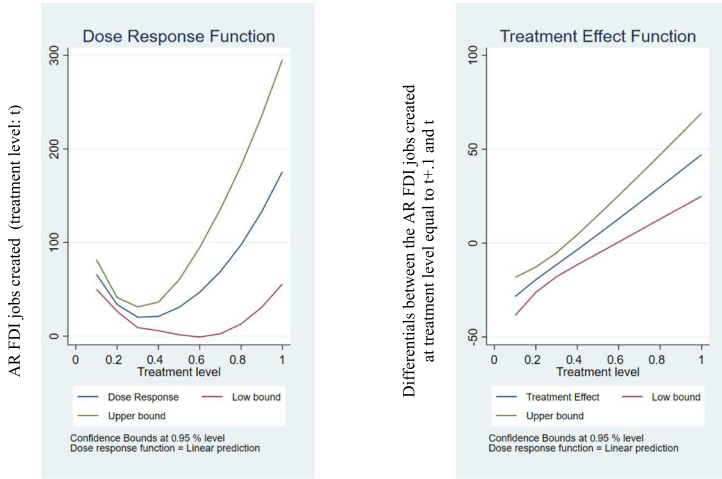 AR FDI jobs created  (treatment level: t)
Dose Response Function
300
200
100
0
0
0.2
0.4
0.6
0.8
1
Treatment level
Dose Response
Low bound
Upper bound
Confidence Bounds at 0.95 % level
Dose response function = Linear prediction
Differentials between the AR FDI jobs created
at treatment level equal to t+.1 and t
Treatment Effect Function
100
50
0
-50
0
0.2
0.4
0.6
0.8
1
Treatment level
Treatment Effect
Low bound
Upper bound
Confidence Bounds at 0.95 % level
Dose response function = Linear prediction